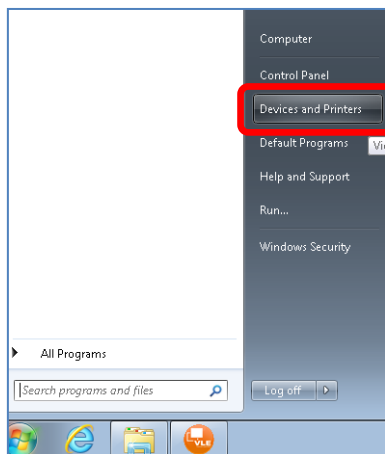 Computer
Control Panel
Devices and Printers
Default Programs
Help and Support
Run...
Windows Security
All Programs
Search programs and files
Log off
VLE